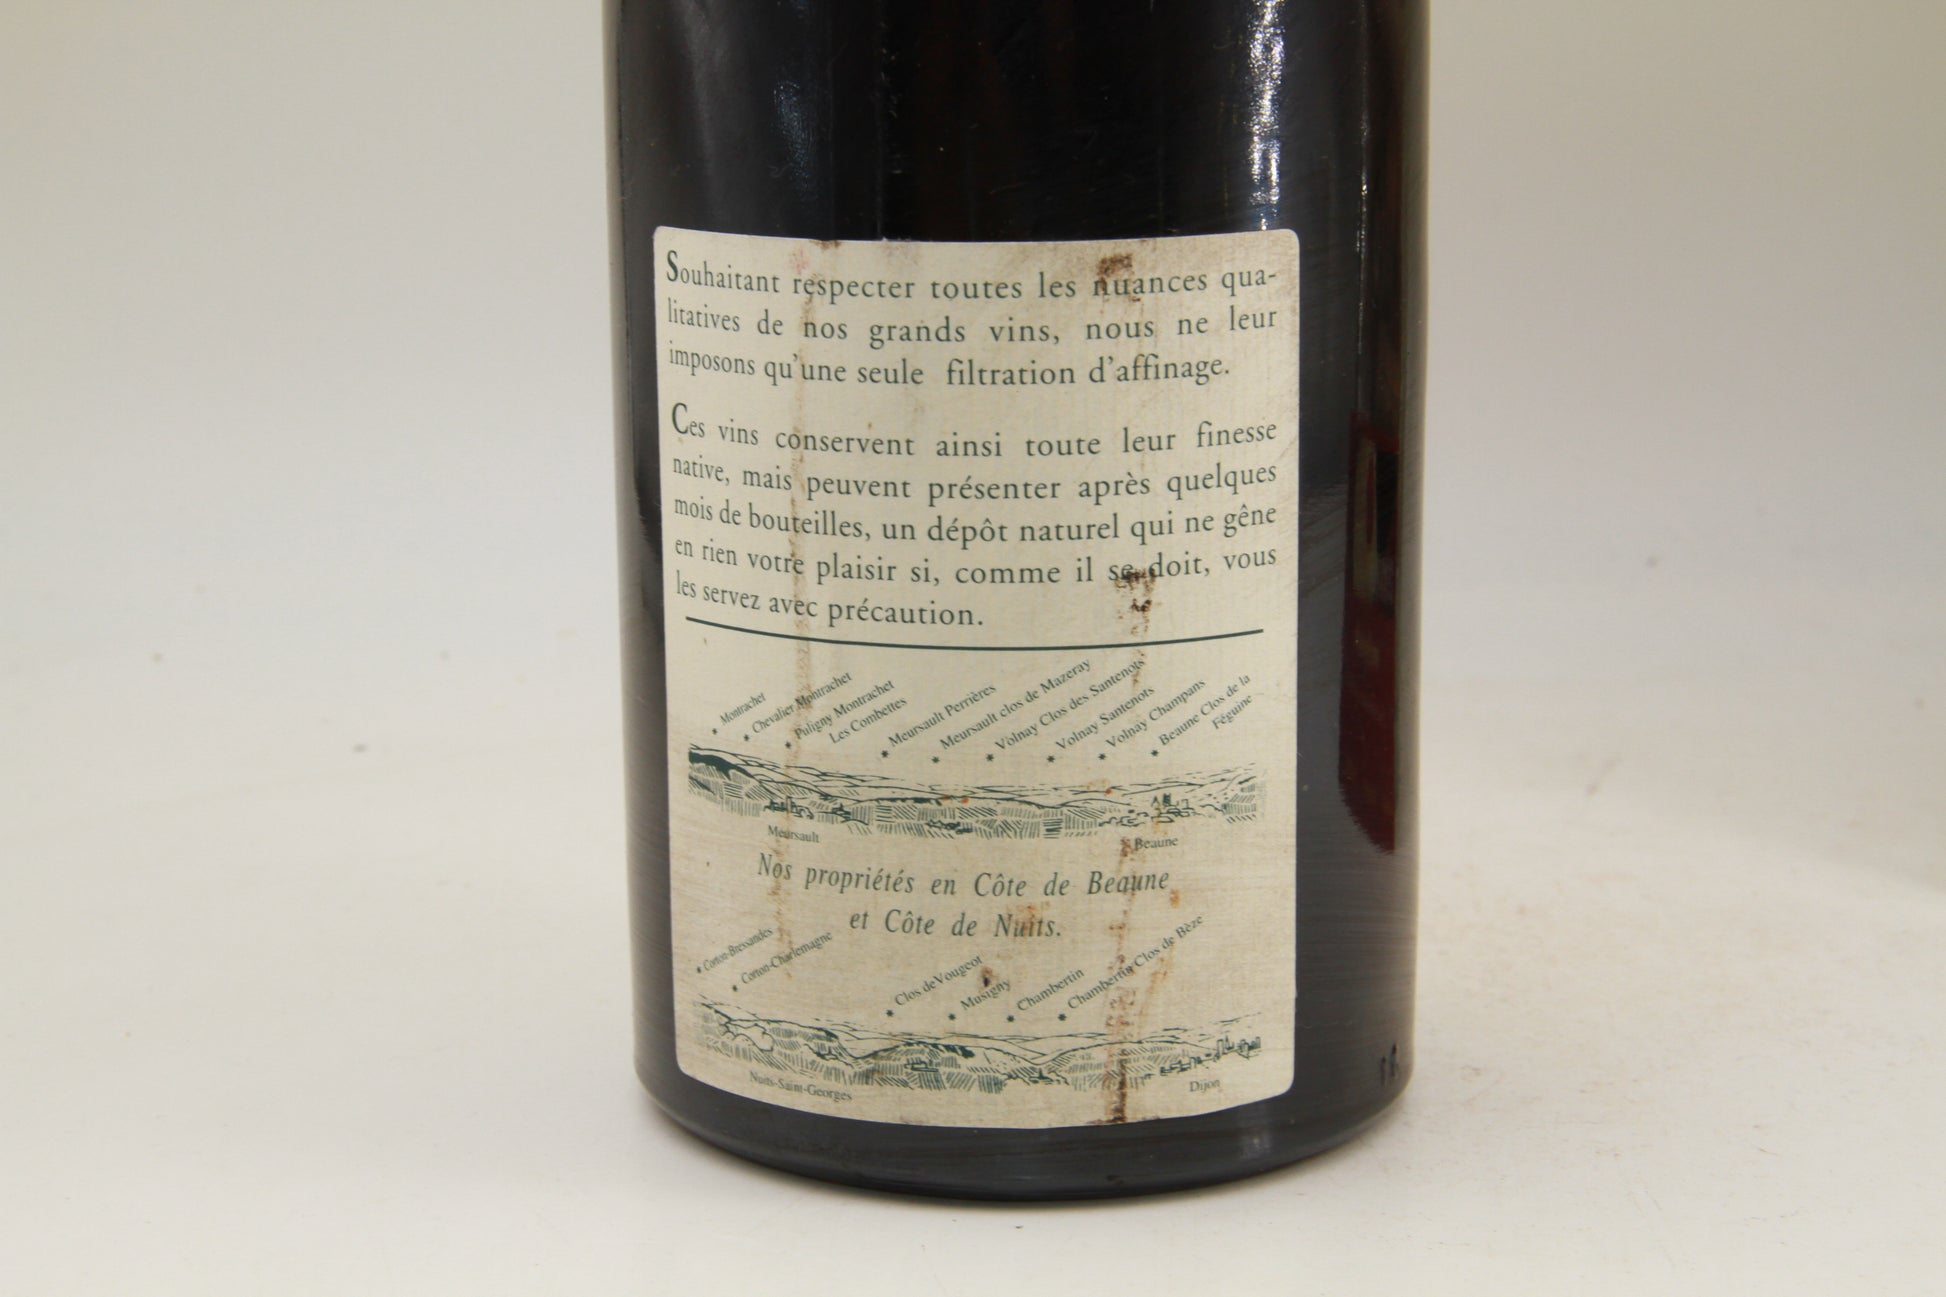 Souhaitant respecter toutes les nuances qua-
litatives de nos grands vins, nous ne leur
imposons qu'une seule filtration d'affinage.
Ces vins conservent ainsi toute leur finesse
native, mais peuvent présenter après quelques
mois de bouteilles, un dépôt naturel qui ne gêne
en rien votre plaisir si, comme il se doit, vous
les servez avec précaution.
* Montrachet
* Chevalier Montrachet
* Puligny Montrachet
Les Combettes
* Meursault Perrières
* Meursault clos de Mazeray
* Volnay Clos des Santenots
* Volnay Santenots
* Volnay Champans
* Beaune Clos de la
Féguine
Meursault
Beaune
Nos propriétés en Côte de Beaune
et Côte de Nuits.
* Corton-Bressandes
* Corton-Charlemagne
* Clos de Vougeot
* Musigny
* Chambertin
* Chambertin Clos de Bèze
Nuits-Saint-Georges
Dijon